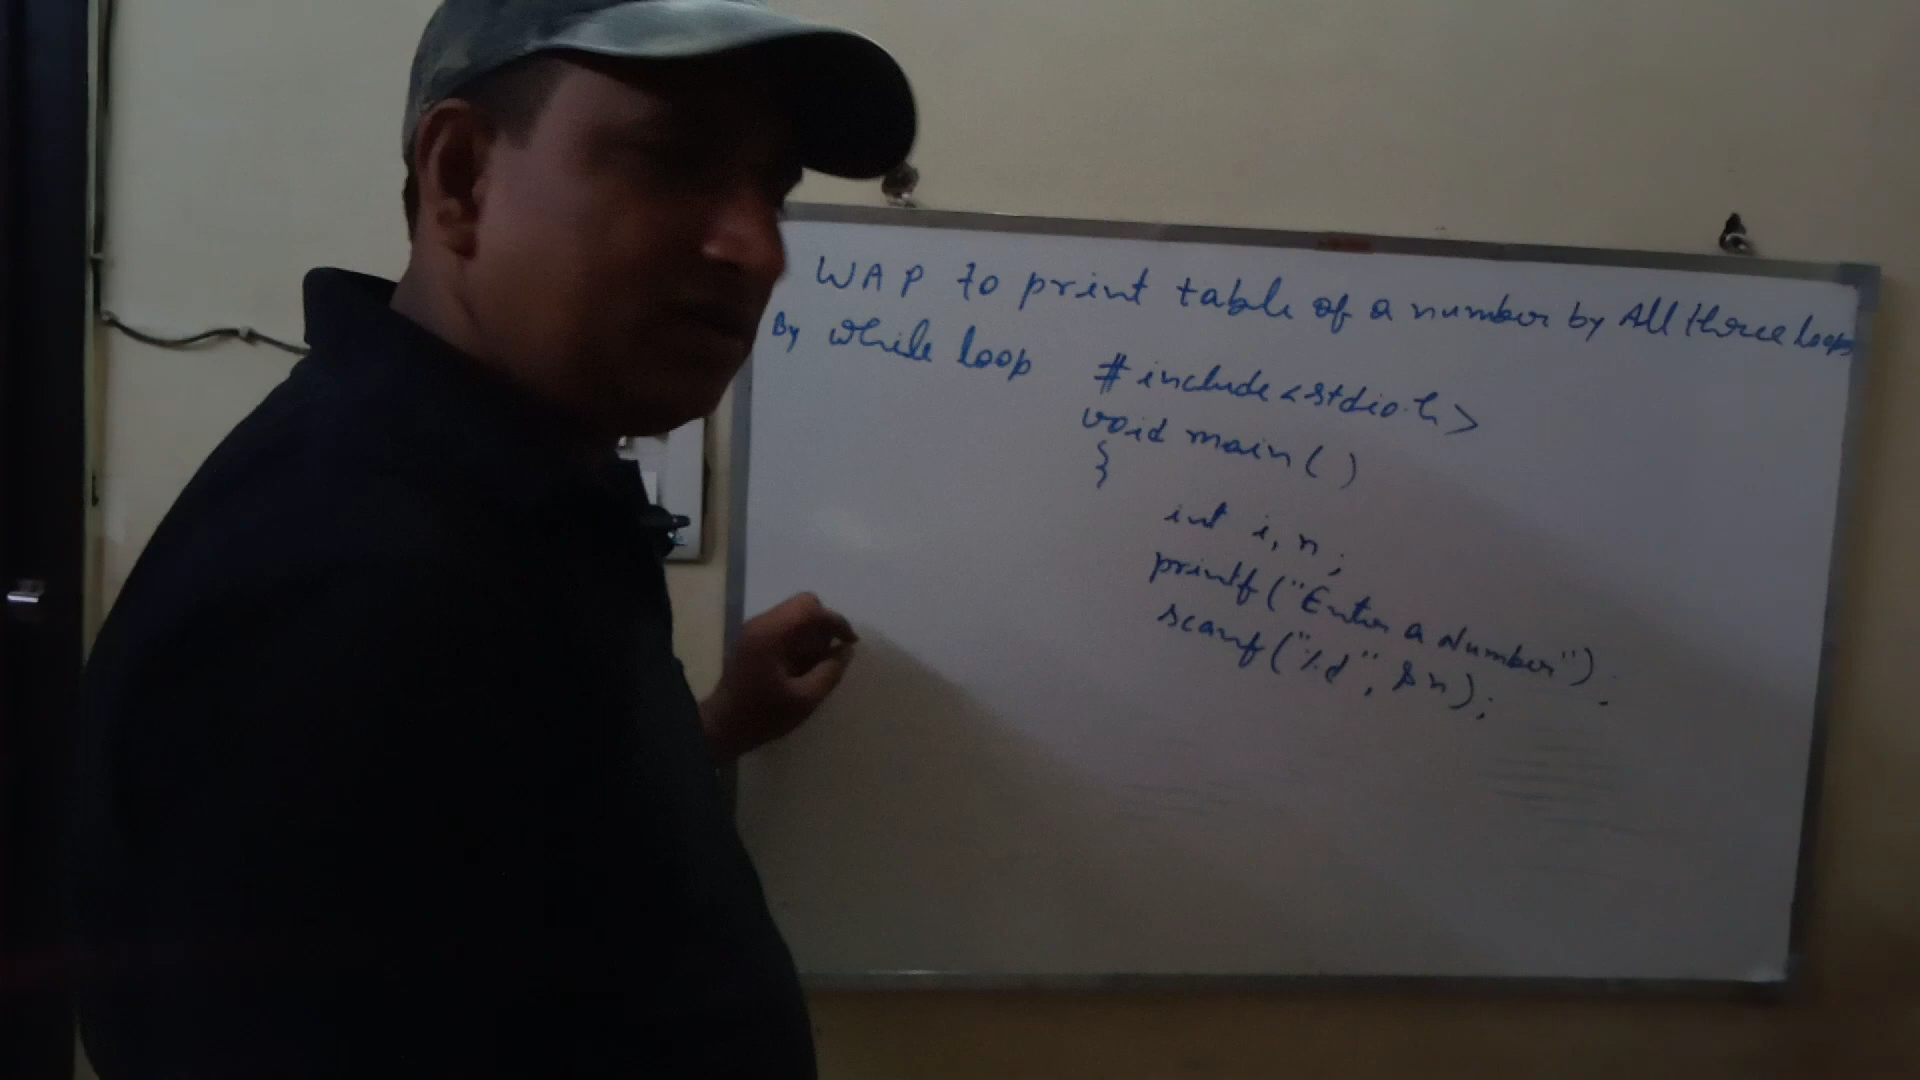 WAP to print table of a number by All three loops
By while loop
#include<stdio.h>
void main()
{
int i, n;
printf("Enter a Number");
scanf("%d", &n);